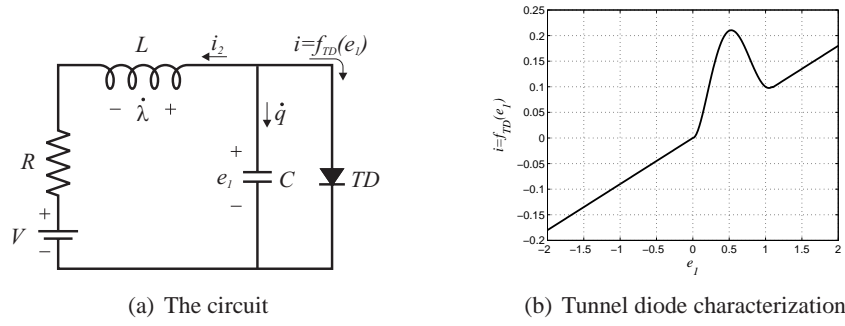 L
i₂
i=f_TD(e₁)
− λ̇ +
q̇
R
+
e₁ C
−
TD
+
V
−
(a) The circuit
0.25
0.2
0.15
0.1
0.05
0
−0.05
−0.1
−0.15
−0.2
i=f_TD(e₁)
−2 −1.5 −1 −0.5 0 0.5 1 1.5 2
e₁
(b) Tunnel diode characterization